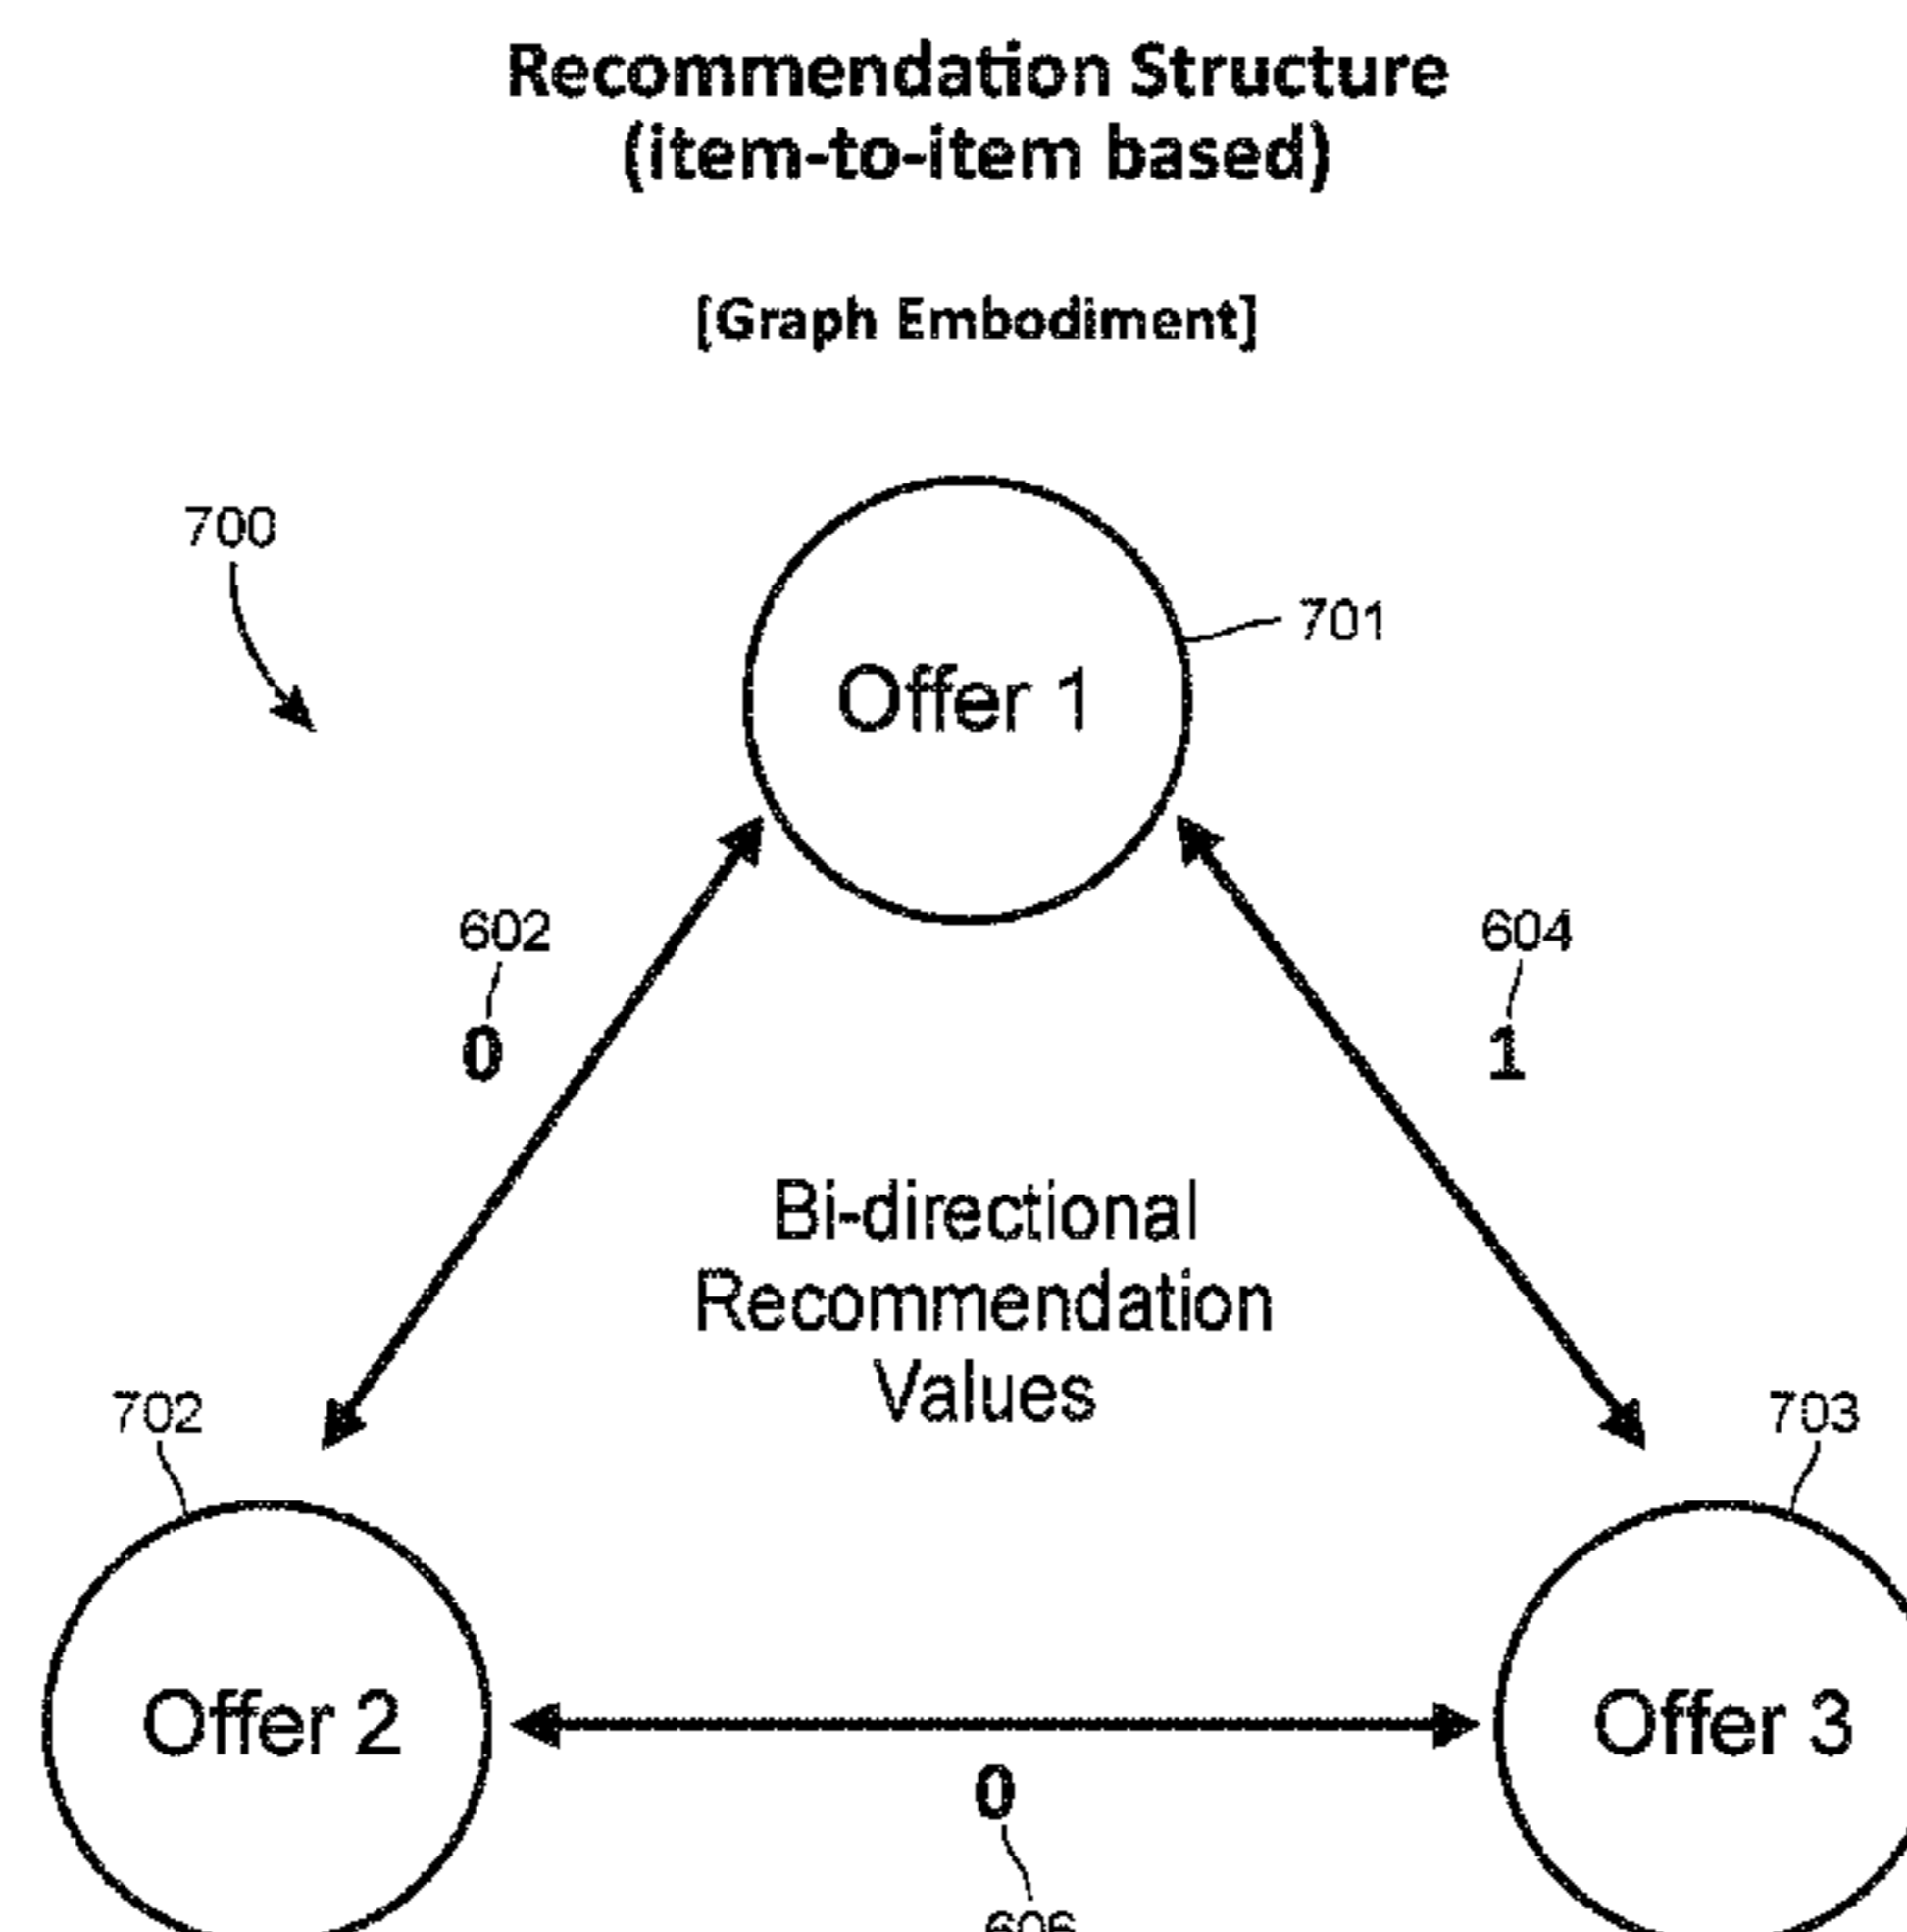 Recommendation Structure
(item-to-item based)
[Graph Embodiment]
700
701
Offer 1
602
0
604
1
Bi-directional
Recommendation
Values
702
703
Offer 2
Offer 3
0